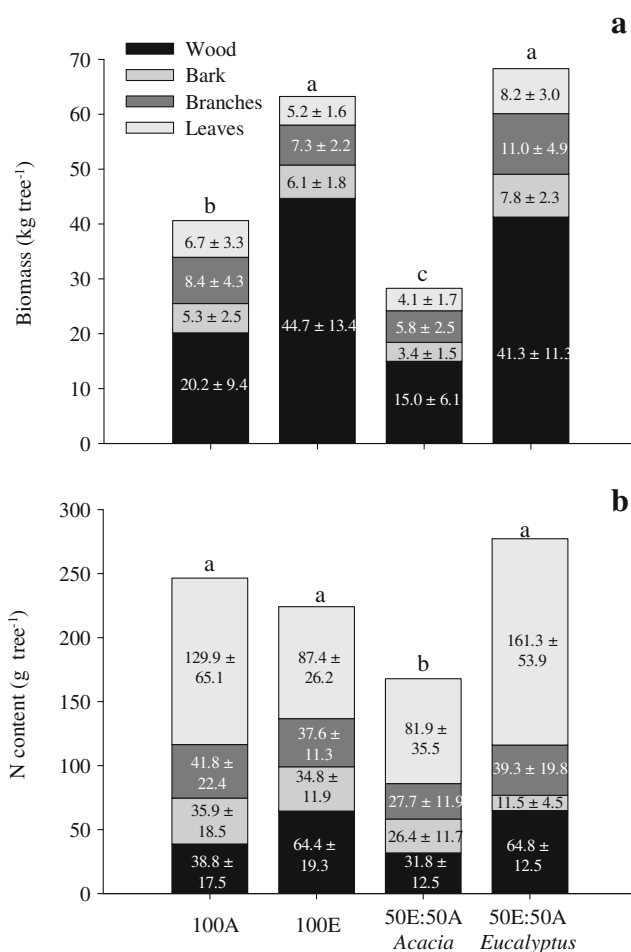 a
Wood
Bark
Branches
Leaves
70
60
50
40
30
20
10
0
Biomass (kg tree⁻¹)
b
6.7 ± 3.3
8.4 ± 4.3
5.3 ± 2.5
20.2 ± 9.4
a
5.2 ± 1.6
7.3 ± 2.2
6.1 ± 1.8
44.7 ± 13.4
c
4.1 ± 1.7
5.8 ± 2.5
3.4 ± 1.5
15.0 ± 6.1
a
8.2 ± 3.0
11.0 ± 4.9
7.8 ± 2.3
41.3 ± 11.3
b
300
250
200
150
100
50
0
N content (g tree⁻¹)
a
129.9 ±
65.1
41.8 ±
22.4
35.9 ±
18.5
38.8 ±
17.5
a
87.4 ±
26.2
37.6 ±
11.3
34.8 ±
11.9
64.4 ±
19.3
b
81.9 ±
35.5
27.7 ± 11.9
26.4 ± 11.7
31.8 ±
12.5
a
161.3 ±
53.9
39.3 ± 19.8
11.5 ± 4.5
64.8 ±
12.5
100A
100E
50E:50A
Acacia
50E:50A
Eucalyptus